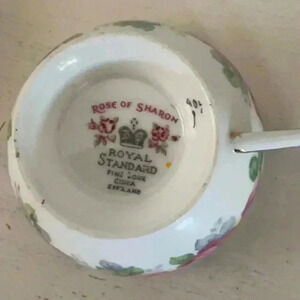 ROSE OF SHARON
ROYAL
STANDARD
FINE BONE
CHINA
ENGLAND